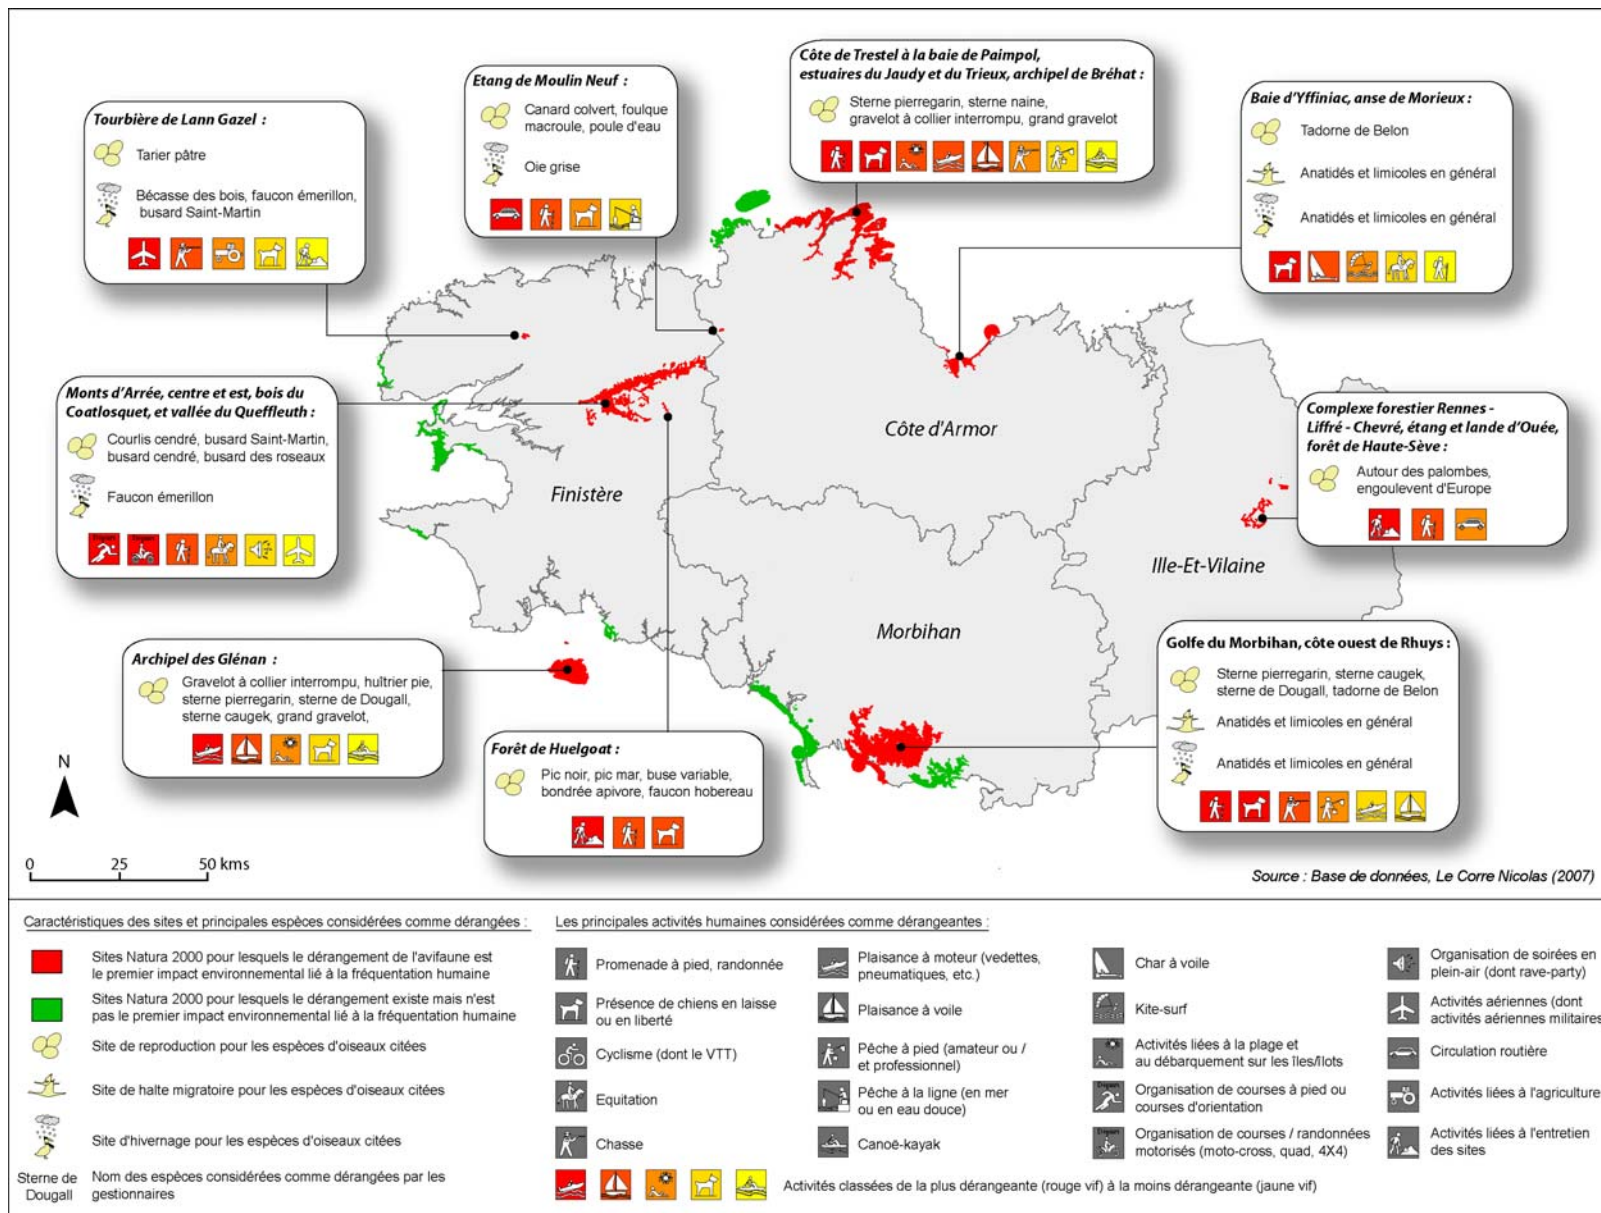 Côte de Trestel à la baie de Paimpol,
estuaires du Jaudy et du Trieux, archipel de Bréhat :
Sterne pierregarin, sterne naine,
gravelot à collier interrompu, grand gravelot
Etang de Moulin Neuf :
Canard colvert, foulque
macroule, poule d'eau
Oie grise
Tourbière de Lann Gazel :
Tarier pâtre
Bécasse des bois, faucon émerillon,
busard Saint-Martin
Baie d'Yffiniac, anse de Morieux :
Tadorne de Belon
Anatidés et limicoles en général
Anatidés et limicoles en général
Monts d'Arrée, centre et est, bois du
Coatlosquet, et vallée du Queffleuth :
Courlis cendré, busard Saint-Martin,
busard cendré, busard des roseaux
Faucon émerillon
Départ
Départ
Complexe forestier Rennes -
Liffré - Chevré, étang et lande d'Ouée,
forêt de Haute-Sève :
Autour des palombes,
engoulevent d'Europe
Côte d'Armor
Finistère
Ille-Et-Vilaine
Morbihan
Archipel des Glénan :
Gravelot à collier interrompu, huîtrier pie,
sterne pierregarin, sterne de Dougall,
sterne caugek, grand gravelot,
Forêt de Huelgoat :
Pic noir, pic mar, buse variable,
bondrée apivore, faucon hobereau
Golfe du Morbihan, côte ouest de Rhuys :
Sterne pierregarin, sterne caugek,
sterne de Dougall, tadorne de Belon
Anatidés et limicoles en général
Anatidés et limicoles en général
N
0 25 50 kms
Source : Base de données, Le Corre Nicolas (2007)
Caractéristiques des sites et principales espèces considérées comme dérangées :
Sites Natura 2000 pour lesquels le dérangement de l'avifaune est
le premier impact environnemental lié à la fréquentation humaine
Sites Natura 2000 pour lesquels le dérangement existe mais n'est
pas le premier impact environnemental lié à la fréquentation humaine
Site de reproduction pour les espèces d'oiseaux citées
Site de halte migratoire pour les espèces d'oiseaux citées
Site d'hivernage pour les espèces d'oiseaux citées
Sterne de
Dougall
Nom des espèces considérées comme dérangées par les
gestionnaires
Les principales activités humaines considérées comme dérangeantes :
Promenade à pied, randonnée
Présence de chiens en laisse
ou en liberté
Cyclisme (dont le VTT)
Equitation
Chasse
Plaisance à moteur (vedettes,
pneumatiques, etc.)
Plaisance à voile
Pêche à pied (amateur ou /
et professionnel)
Pêche à la ligne (en mer
ou en eau douce)
Canoë-kayak
Char à voile
Kite-surf
Activités liées à la plage et
au débarquement sur les îles/îlots
Départ
Organisation de courses à pied ou
courses d'orientation
Départ
Organisation de courses / randonnées
motorisés (moto-cross, quad, 4X4)
Organisation de soirées en
plein-air (dont rave-party)
Activités aériennes (dont
activités aériennes militaires
Circulation routière
Activités liées à l'agriculture
Activités liées à l'entretien
des sites
Activités classées de la plus dérangeante (rouge vif) à la moins dérangeante (jaune vif)